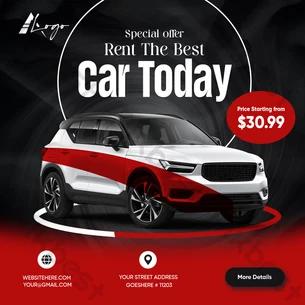 Logo
Special offer
Rent The Best
Car Today
Price Starting from
$30.99
WEBSITEHERE.COM
YOUR@GMAIL.COM
YOUR STREET ADDRESS
GOESHERE # 11203
More Details